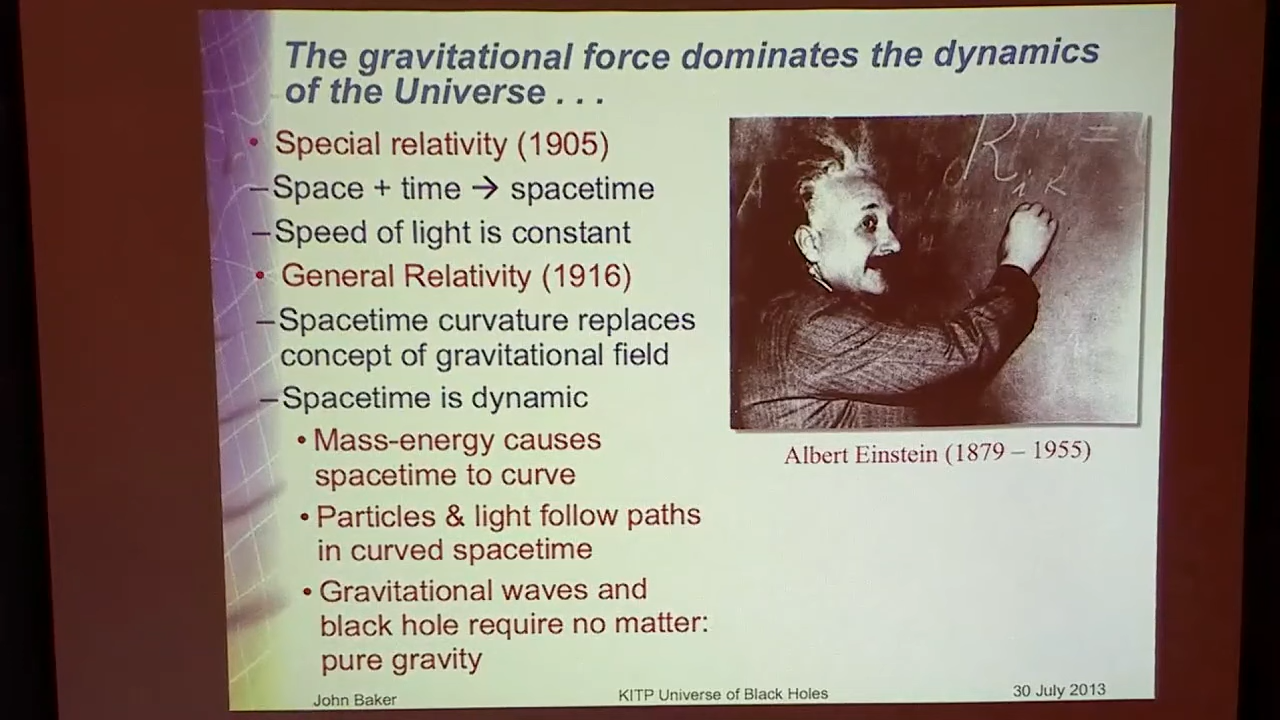 The gravitational force dominates the dynamics
of the Universe . . .
• Special relativity (1905)
–Space + time → spacetime
–Speed of light is constant
• General Relativity (1916)
–Spacetime curvature replaces
concept of gravitational field
–Spacetime is dynamic
• Mass-energy causes
spacetime to curve
• Particles & light follow paths
in curved spacetime
• Gravitational waves and
black hole require no matter:
pure gravity
A
R i k =
Albert Einstein (1879 – 1955)
John Baker
KITP Universe of Black Holes
30 July 2013